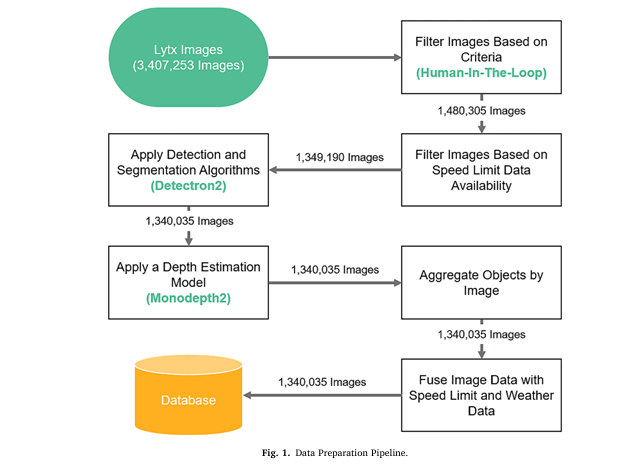 Lytx Images
(3,407,253 Images)
Filter Images Based on
Criteria
(Human-In-The-Loop)
1,480,305 Images
Filter Images Based on
Speed Limit Data
Availability
1,349,190 Images
Apply Detection and
Segmentation Algorithms
(Detectron2)
1,340,035 Images
Apply a Depth Estimation
Model
(Monodepth2)
1,340,035 Images
Aggregate Objects by
Image
1,340,035 Images
Fuse Image Data with
Speed Limit and Weather
Data
1,340,035 Images
Database
Fig. 1. Data Preparation Pipeline.